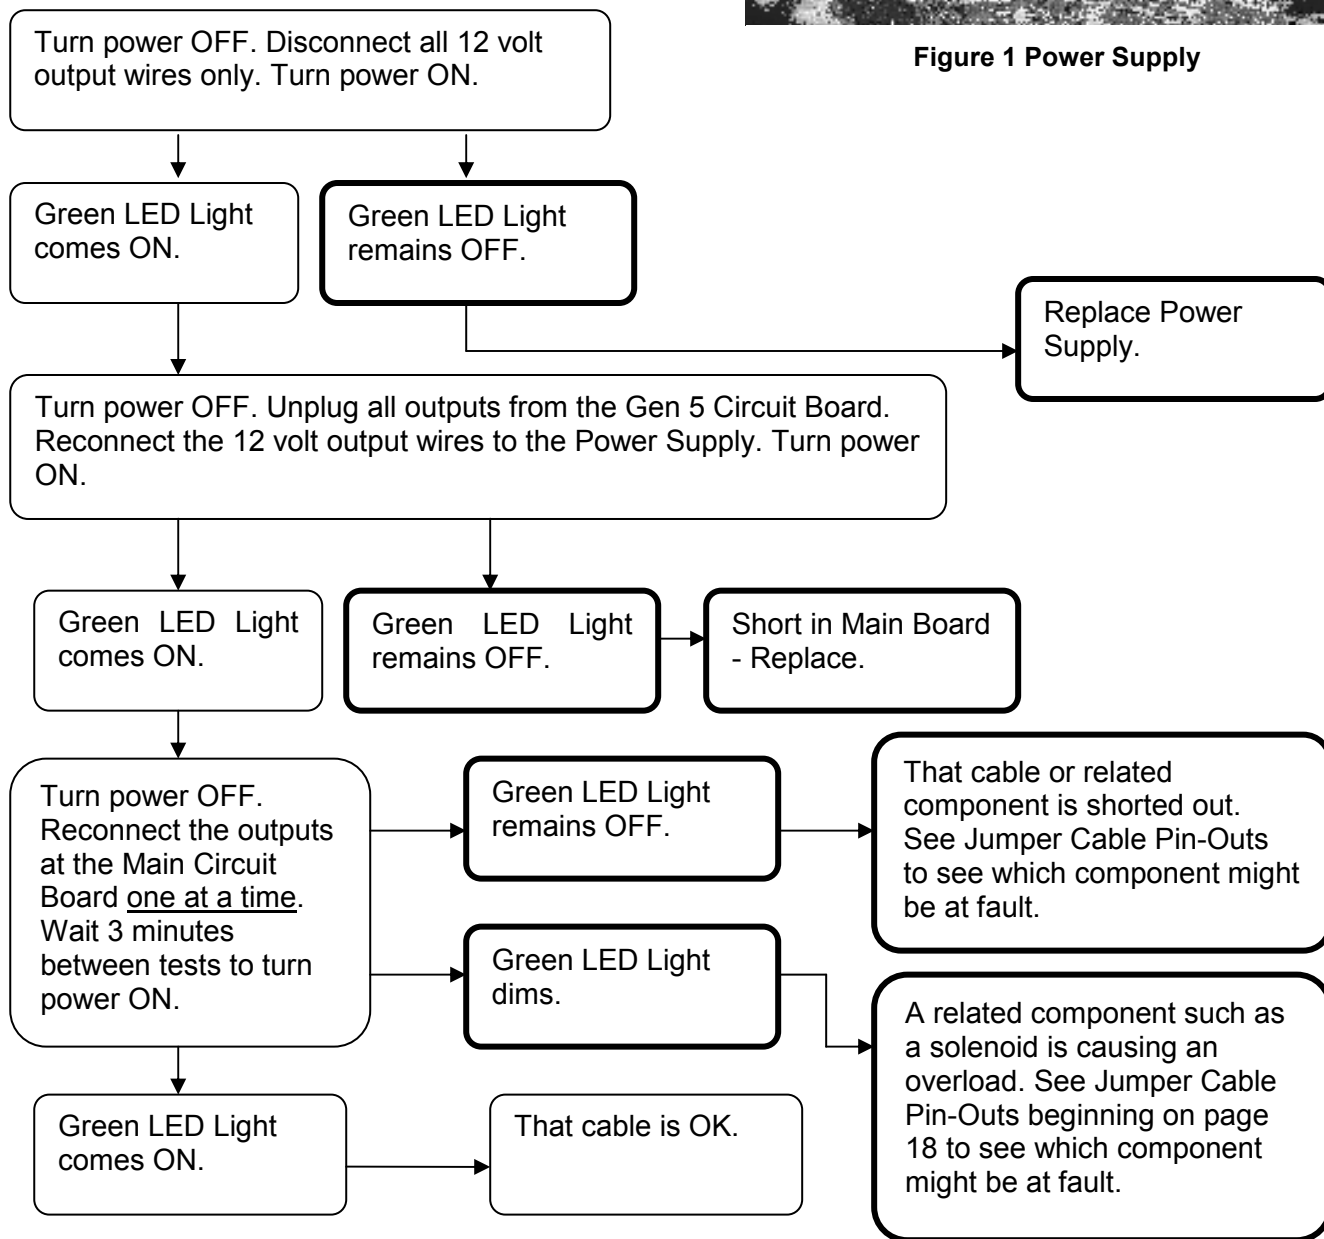 Figure 1 Power Supply
Turn power OFF. Disconnect all 12 volt
output wires only. Turn power ON.
Green LED Light
comes ON.
Green LED Light
remains OFF.
Replace Power
Supply.
Turn power OFF. Unplug all outputs from the Gen 5 Circuit Board.
Reconnect the 12 volt output wires to the Power Supply. Turn power
ON.
Green LED Light
comes ON.
Green LED Light
remains OFF.
Short in Main Board
- Replace.
Turn power OFF.
Reconnect the outputs
at the Main Circuit
Board one at a time.
Wait 3 minutes
between tests to turn
power ON.
Green LED Light
remains OFF.
That cable or related
component is shorted out.
See Jumper Cable Pin-Outs
to see which component might
be at fault.
Green LED Light
dims.
A related component such as
a solenoid is causing an
overload. See Jumper Cable
Pin-Outs beginning on page
18 to see which component
might be at fault.
Green LED Light
comes ON.
That cable is OK.